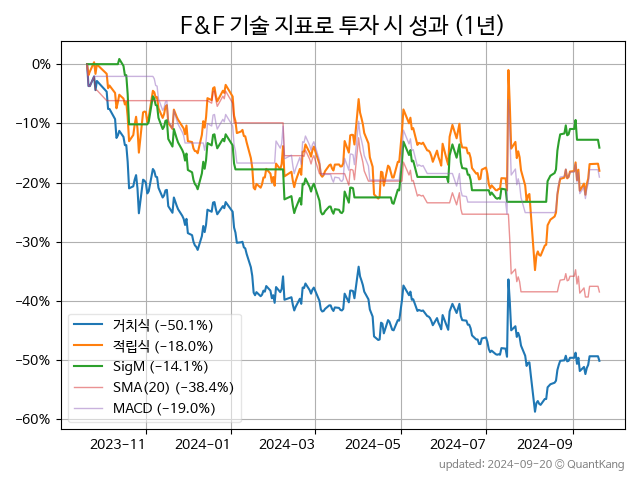 F&F 기술 지표로 투자 시 성과 (1년)
0%
−10%
−20%
−30%
−40%
−50%
−60%
거치식 (−50.1%)
적립식 (−18.0%)
SigM (−14.1%)
SMA(20) (−38.4%)
MACD (−19.0%)
2023−11 2024−01 2024−03 2024−05 2024−07 2024−09
updated: 2024−09−20 © QuantKang